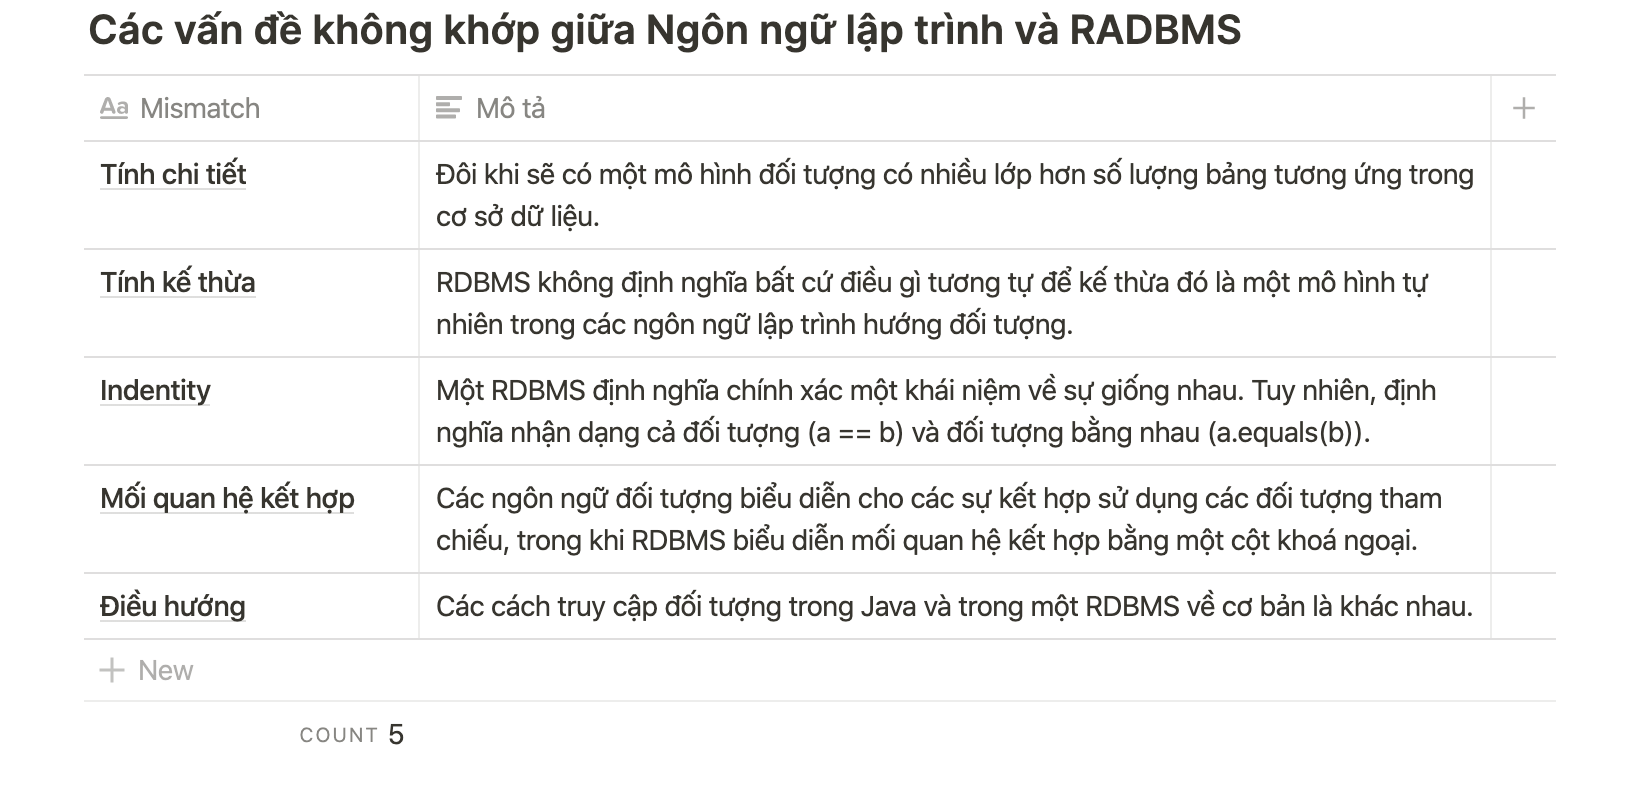 Các vấn đề không khớp giữa Ngôn ngữ lập trình và RADBMS
Aa Mismatch
Mô tả
Tính chi tiết
Đôi khi sẽ có một mô hình đối tượng có nhiều lớp hơn số lượng bảng tương ứng trong
cơ sở dữ liệu.
Tính kế thừa
RDBMS không định nghĩa bất cứ điều gì tương tự để kế thừa đó là một mô hình tự
nhiên trong các ngôn ngữ lập trình hướng đối tượng.
Indentity
Một RDBMS định nghĩa chính xác một khái niệm về sự giống nhau. Tuy nhiên, định
nghĩa nhận dạng cả đối tượng (a == b) và đối tượng bằng nhau (a.equals(b)).
Mối quan hệ kết hợp
Các ngôn ngữ đối tượng biểu diễn cho các sự kết hợp sử dụng các đối tượng tham
chiếu, trong khi RDBMS biểu diễn mối quan hệ kết hợp bằng một cột khoá ngoại.
Điều hướng
Các cách truy cập đối tượng trong Java và trong một RDBMS về cơ bản là khác nhau.
+ New
COUNT 5